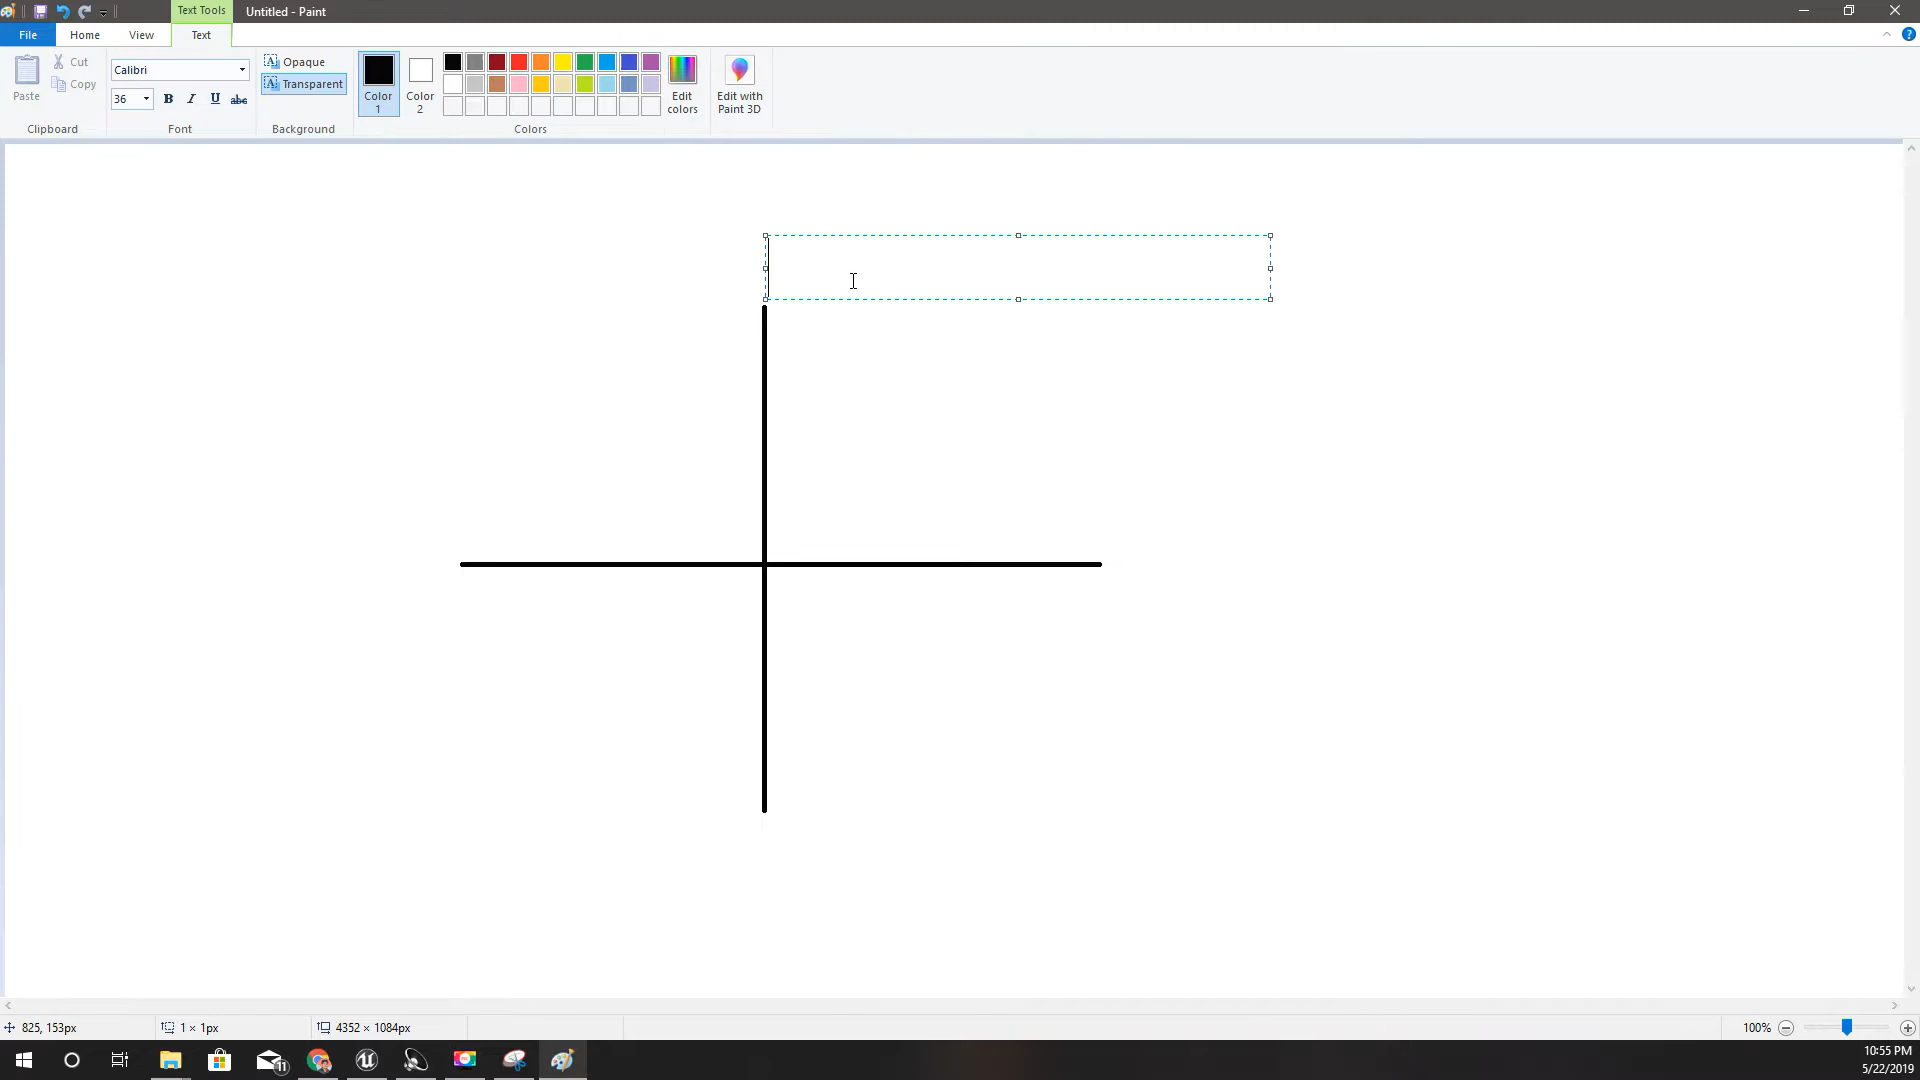 Text Tools
Untitled - Paint
File
Home
View
Text
Paste
Cut
Copy
Clipboard
Calibri
36
B
I
U
abc
Font
A Opaque
A Transparent
Background
Color
1
Color
2
Colors
Edit
colors
Edit with
Paint 3D
825, 153px
1 × 1px
4352 × 1084px
100%
11
10:55 PM
5/22/2019